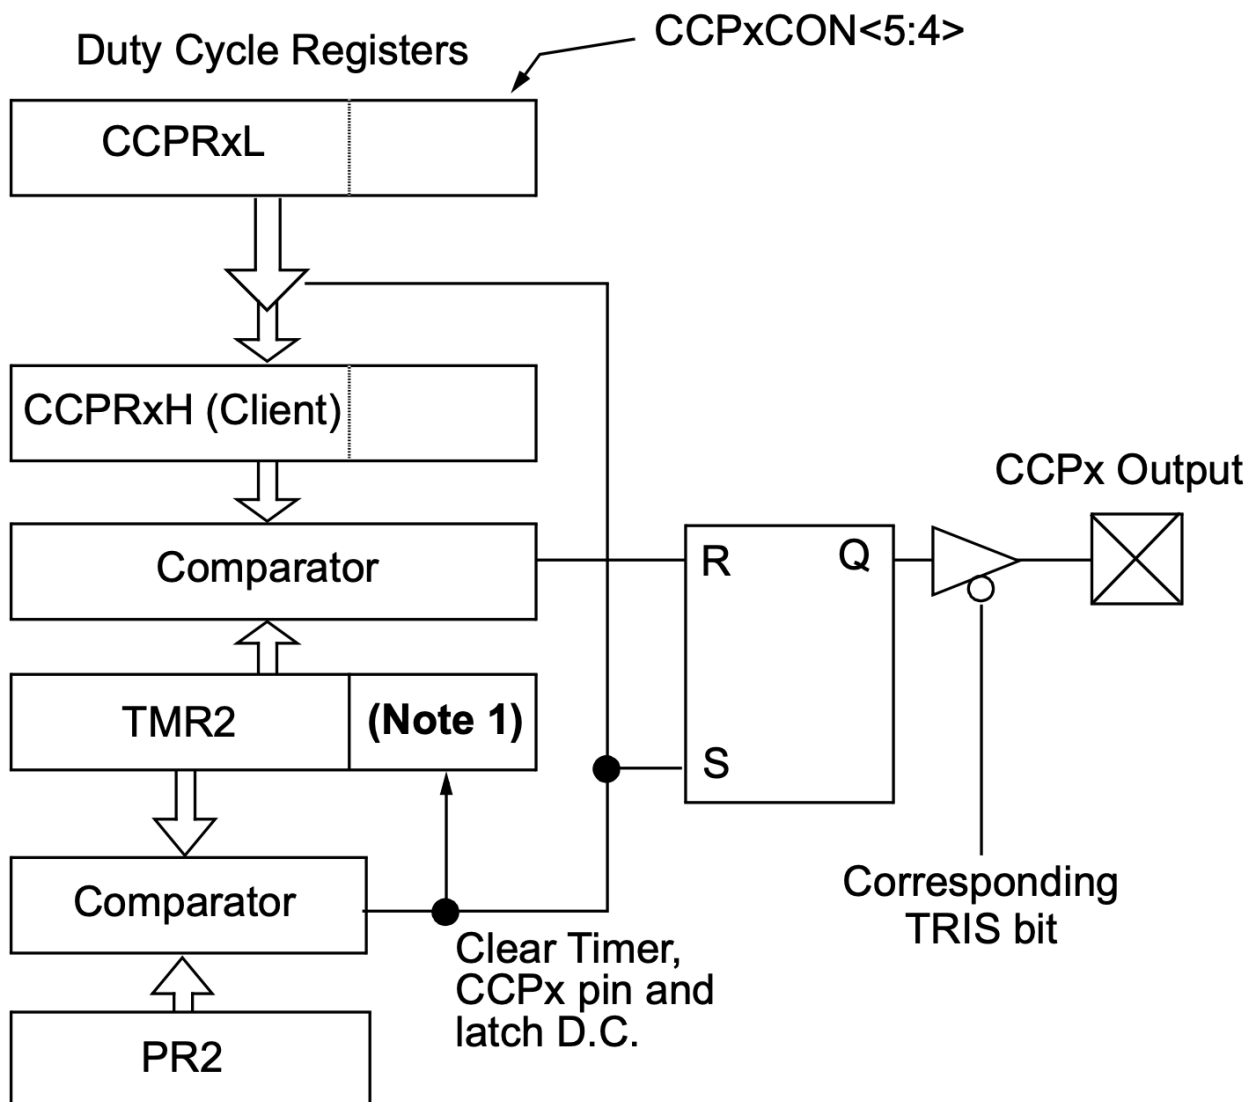 Duty Cycle Registers
CCPxCON<5:4>
CCPRxL
CCPRxH (Client)
CCPx Output
Comparator
R
Q
TMR2
(Note 1)
S
Comparator
Corresponding
TRIS bit
Clear Timer,
CCPx pin and
latch D.C.
PR2